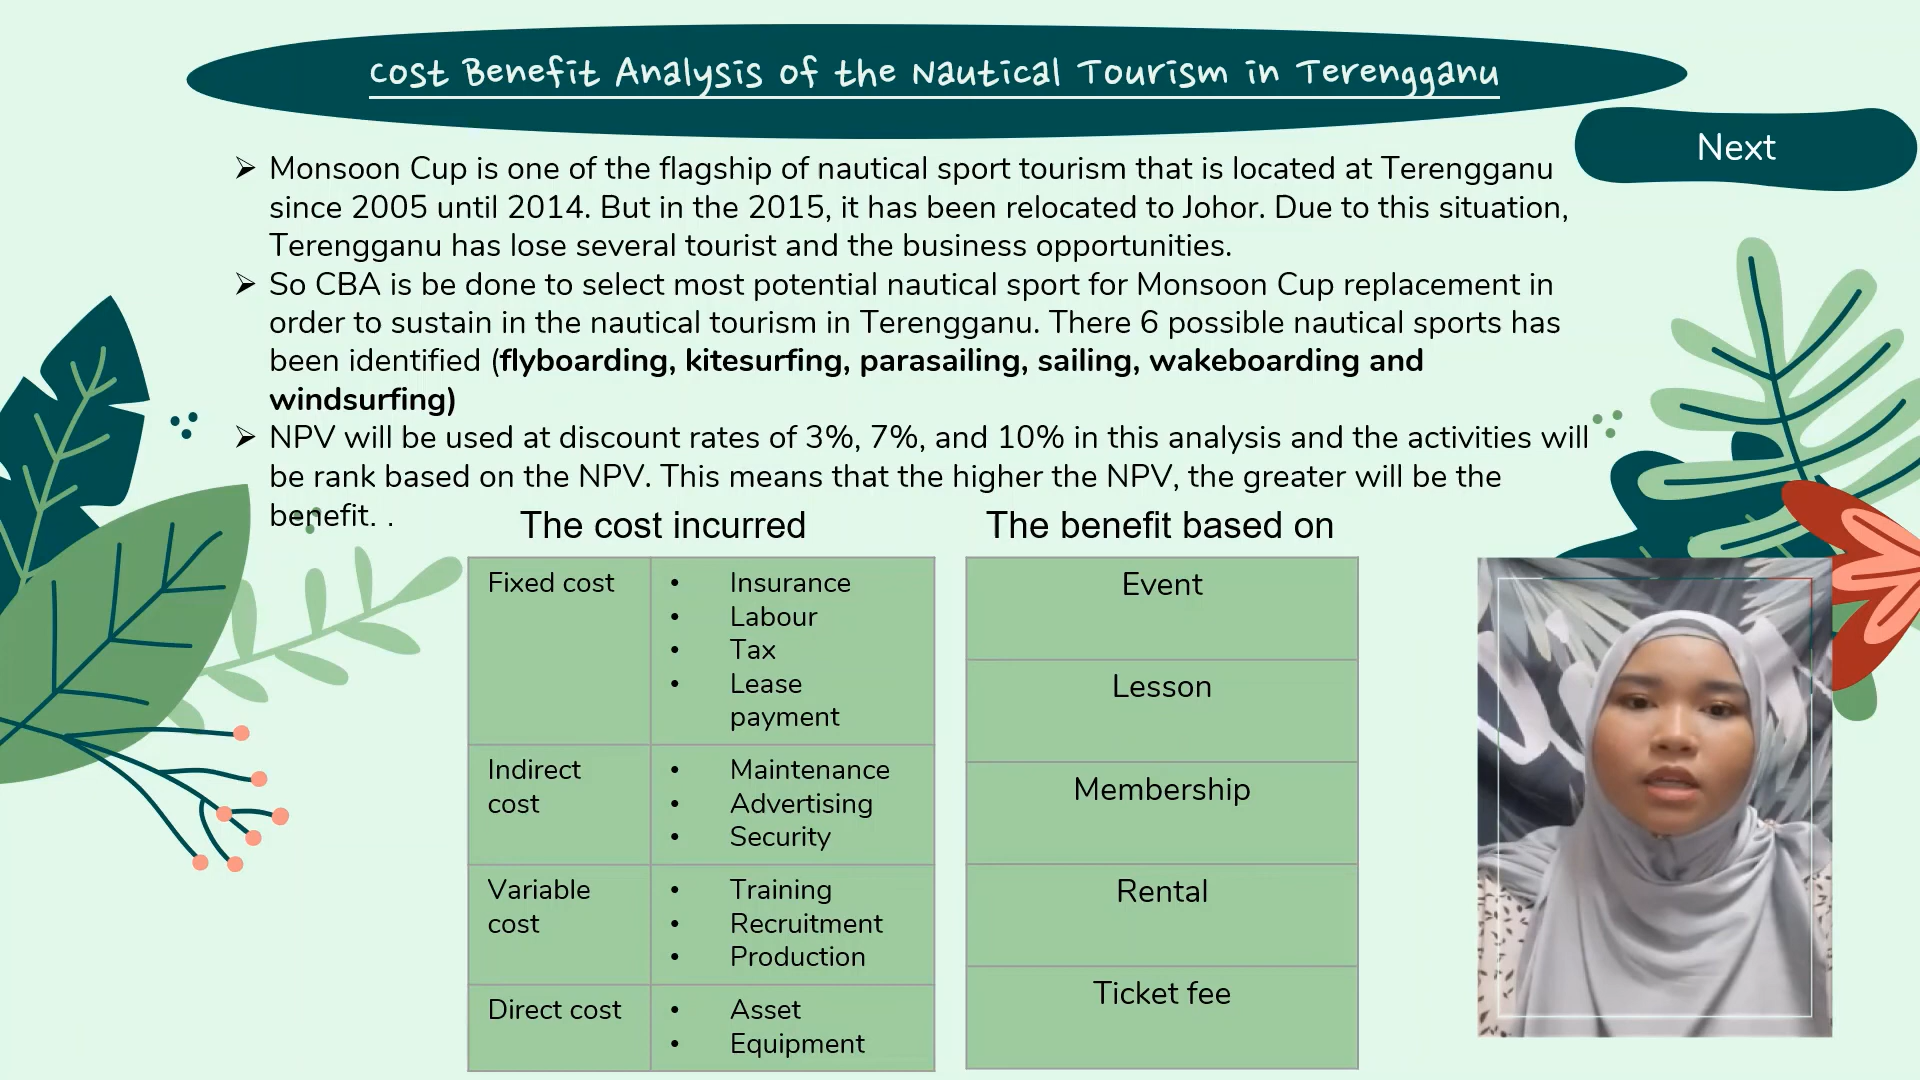 Cost Benefit Analysis of the Nautical Tourism in Terengganu
Next
➢ Monsoon Cup is one of the flagship of nautical sport tourism that is located at Terengganu
since 2005 until 2014. But in the 2015, it has been relocated to Johor. Due to this situation,
Terengganu has lose several tourist and the business opportunities.
➢ So CBA is be done to select most potential nautical sport for Monsoon Cup replacement in
order to sustain in the nautical tourism in Terengganu. There 6 possible nautical sports has
been identified (flyboarding, kitesurfing, parasailing, sailing, wakeboarding and
windsurfing)
➢ NPV will be used at discount rates of 3%, 7%, and 10% in this analysis and the activities will
be rank based on the NPV. This means that the higher the NPV, the greater will be the
benefit. .
The cost incurred
Fixed cost
• Insurance
• Labour
• Tax
• Lease
payment
Indirect
cost
• Maintenance
• Advertising
• Security
Variable
cost
• Training
• Recruitment
• Production
Direct cost
• Asset
• Equipment
The benefit based on
Event
Lesson
Membership
Rental
Ticket fee